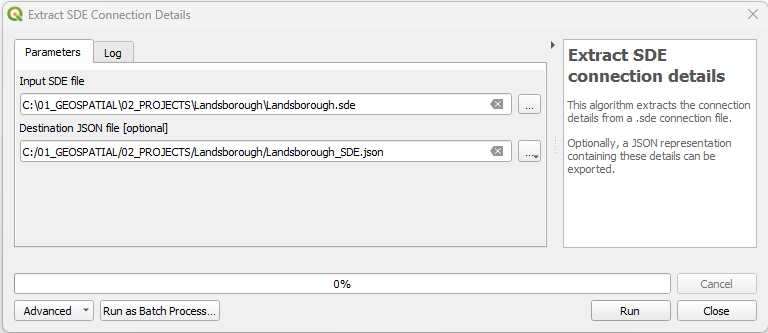 Extract SDE Connection Details
Parameters
Log
Input SDE file
C:\01_GEOSPATIAL\02_PROJECTS\Landsborough\Landsborough.sde
...
Destination JSON file [optional]
C:/01_GEOSPATIAL/02_PROJECTS/Landsborough/Landsborough_SDE.json
...
Extract SDE
connection details
This algorithm extracts the connection
details from a .sde connection file.
Optionally, a JSON representation
containing these details can be
exported.
0%
Cancel
Advanced
Run as Batch Process...
Run
Close